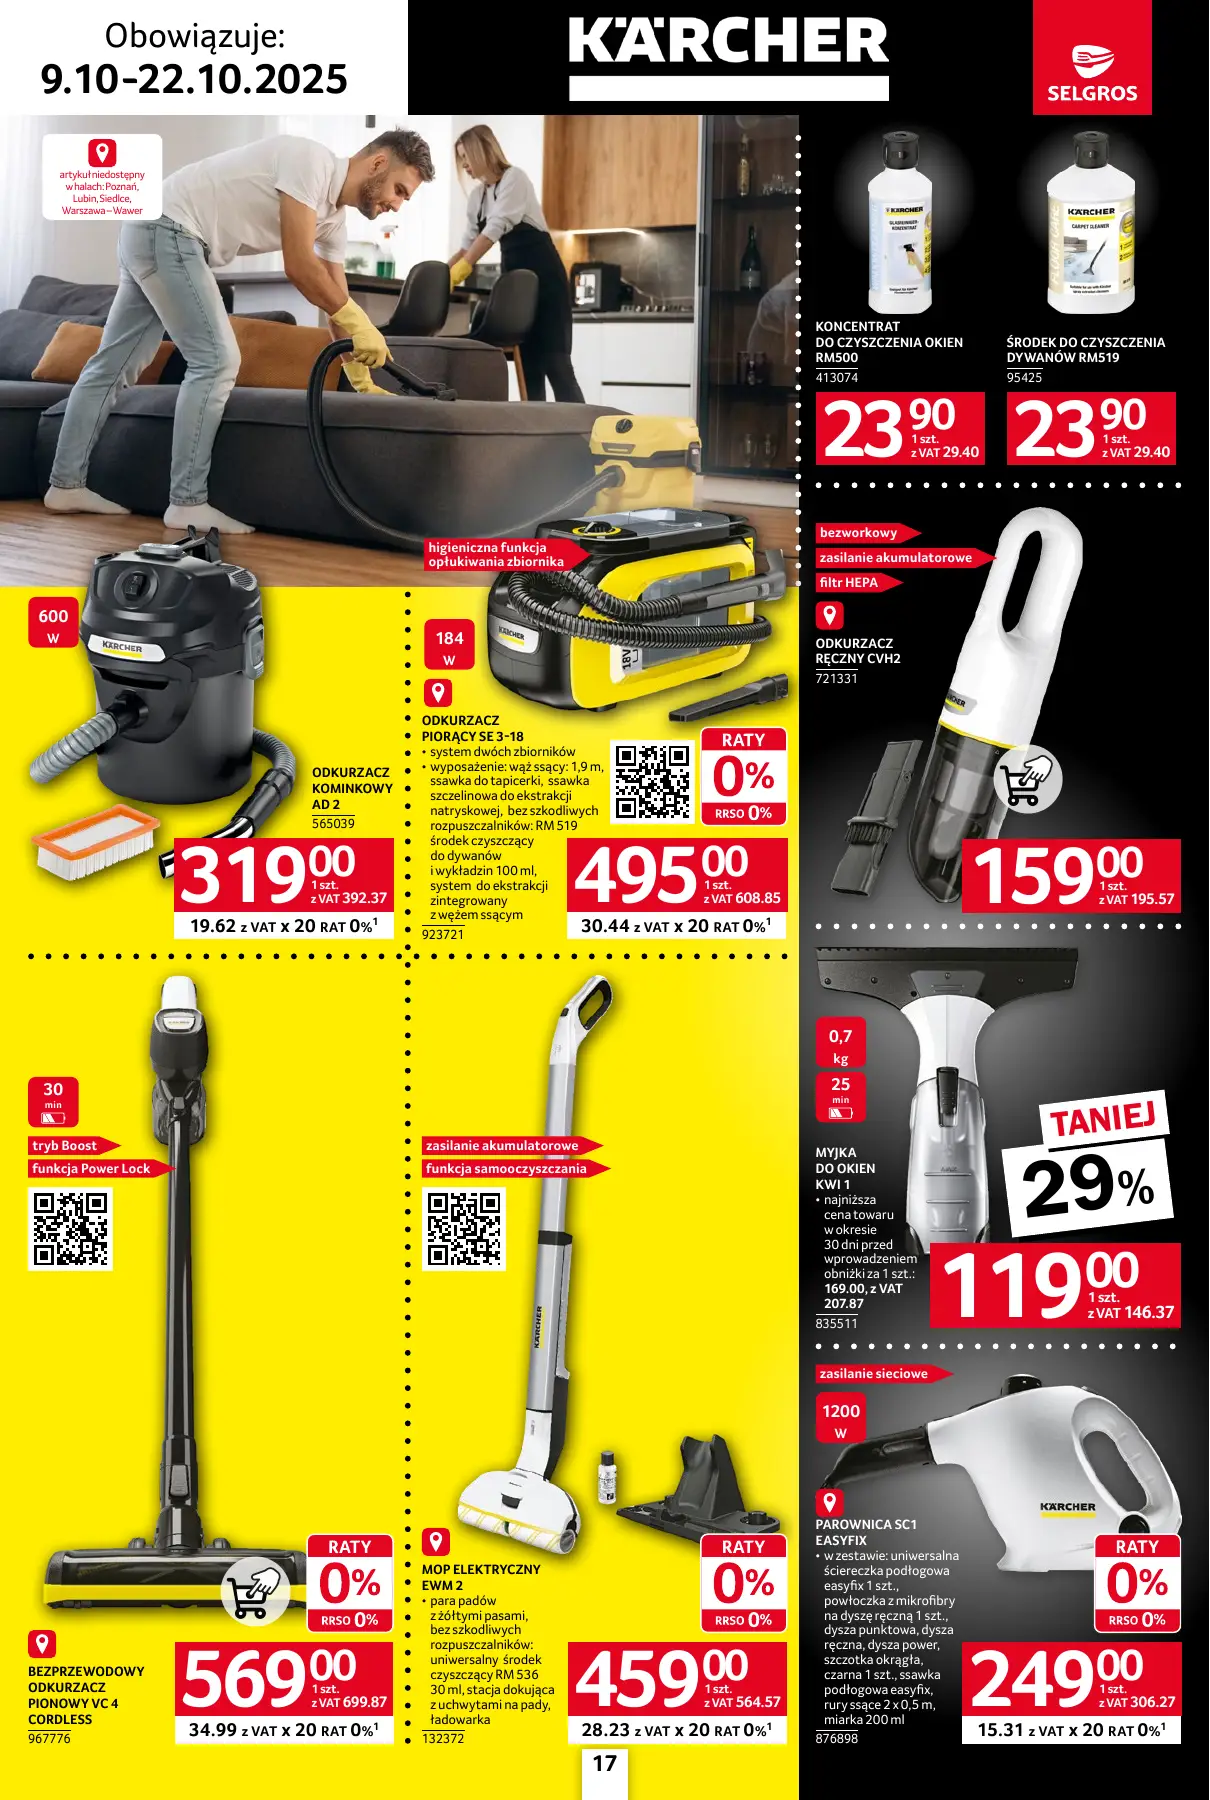 Obowiązuje:
9.10-22.10.2025
KÄRCHER
SELGROS
artykuł niedostępny
w halach: Poznań,
Lubin, Siedlce,
Warszawa – Wawer
KÄRCHER
GLASREINIGER-
KONZENTRAT
KÄRCHER
CARPET CLEANER
KONCENTRAT
DO CZYSZCZENIA OKIEN
RM500
413074
23 90
1 szt.
z VAT 29.40
ŚRODEK DO CZYSZCZENIA
DYWANÓW RM519
95425
23 90
1 szt.
z VAT 29.40
600
W
KÄRCHER
ODKURZACZ
KOMINKOWY
AD 2
565039
319 00
1 szt.
z VAT 392.37
19.62 z VAT x 20 RAT 0%¹
higieniczna funkcja
opłukiwania zbiornika
184
W
KÄRCHER
18V
ODKURZACZ
PIORĄCY SE 3-18
• system dwóch zbiorników
• wyposażenie: wąż ssący: 1,9 m,
ssawka do tapicerki, ssawka
szczelinowa do ekstrakcji
natryskowej, bez szkodliwych
rozpuszczalników: RM 519
środek czyszczący
do dywanów
i wykładzin 100 ml,
system do ekstrakcji
zintegrowany
z wężem ssącym
923721
RATY
0%
RRSO 0%
495 00
1 szt.
z VAT 608.85
30.44 z VAT x 20 RAT 0%¹
bezworkowy
zasilanie akumulatorowe
filtr HEPA
ODKURZACZ
RĘCZNY CVH2
721331
159 00
1 szt.
z VAT 195.57
0,7
kg
25
min
MYJKA
DO OKIEN
KWI 1
• najniższa
cena towaru
w okresie
30 dni przed
wprowadzeniem
obniżki za 1 szt.:
169.00, z VAT
207.87
835511
TANIEJ
29%
119 00
1 szt.
z VAT 146.37
30
min
tryb Boost
funkcja Power Lock
BEZPRZEWODOWY
ODKURZACZ
PIONOWY VC 4
CORDLESS
967776
RATY
0%
RRSO 0%
569 00
1 szt.
z VAT 699.87
34.99 z VAT x 20 RAT 0%¹
zasilanie akumulatorowe
funkcja samooczyszczania
KÄRCHER
MOP ELEKTRYCZNY
EWM 2
• para padów
z żółtymi pasami,
bez szkodliwych
rozpuszczalników:
uniwersalny środek
czyszczący RM 536
30 ml, stacja dokująca
z uchwytami na pady,
ładowarka
132372
RATY
0%
RRSO 0%
459 00
1 szt.
z VAT 564.57
28.23 z VAT x 20 RAT 0%¹
zasilanie sieciowe
1200
W
KÄRCHER
PAROWNICA SC1
EASYFIX
• w zestawie: uniwersalna
ściereczka podłogowa
easyfix 1 szt.,
powłoczka z mikrofibry
na dyszę ręczną 1 szt.,
dysza punktowa, dysza
ręczna, dysza power,
szczotka okrągła,
czarna 1 szt., ssawka
podłogowa easyfix,
rury ssące 2 x 0,5 m,
miarka 200 ml
876898
RATY
0%
RRSO 0%
249 00
1 szt.
z VAT 306.27
15.31 z VAT x 20 RAT 0%¹
17